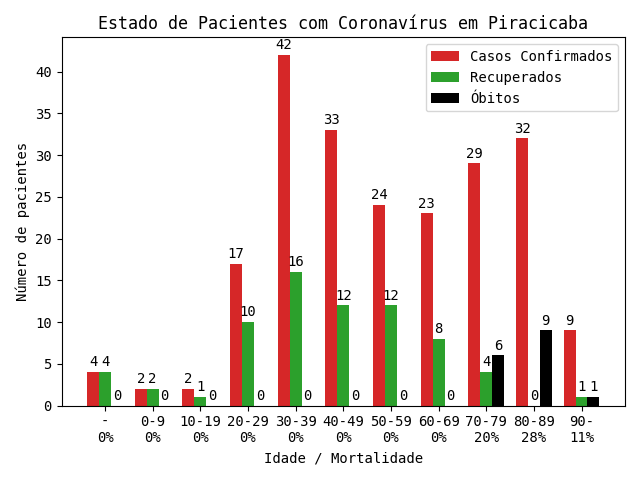 Estado de Pacientes com Coronavírus em Piracicaba
Casos Confirmados
Recuperados
Óbitos
Número de pacientes
40
35
30
25
20
15
10
5
0
4 4 0
2 2 0
2 1 0
17 10 0
42 16 0
33 12 0
24 12 0
23 8 0
29 4 6
32 0 9
9 1 1
- 0-9 10-19 20-29 30-39 40-49 50-59 60-69 70-79 80-89 90-
0% 0% 0% 0% 0% 0% 0% 0% 20% 28% 11%
Idade / Mortalidade